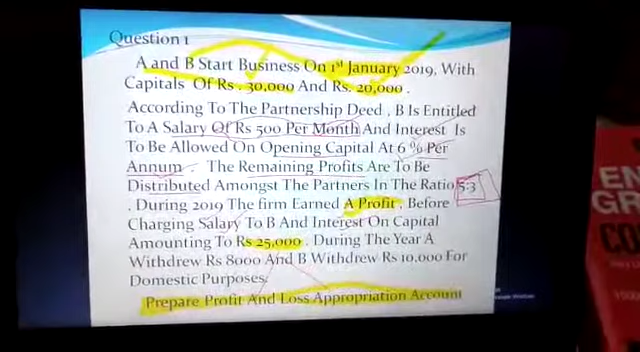 Question 1
A and B Start Business On 1st January 2019, With
Capitals Of Rs . 30,000 And Rs. 20,000 .
According To The Partnership Deed , B Is Entitled
To A Salary Of Rs 500 Per Month And Interest Is
To Be Allowed On Opening Capital At 6 % Per
Annum . The Remaining Profits Are To Be
Distributed Amongst The Partners In The Ratio 5:3
. During 2019 The firm Earned A Profit , Before
Charging Salary To B And Interest On Capital
Amounting To Rs 25,000 . During The Year A
Withdrew Rs 8000 And B Withdrew Rs 10,000 For
Domestic Purposes.
Prepare Profit And Loss Appropriation Account